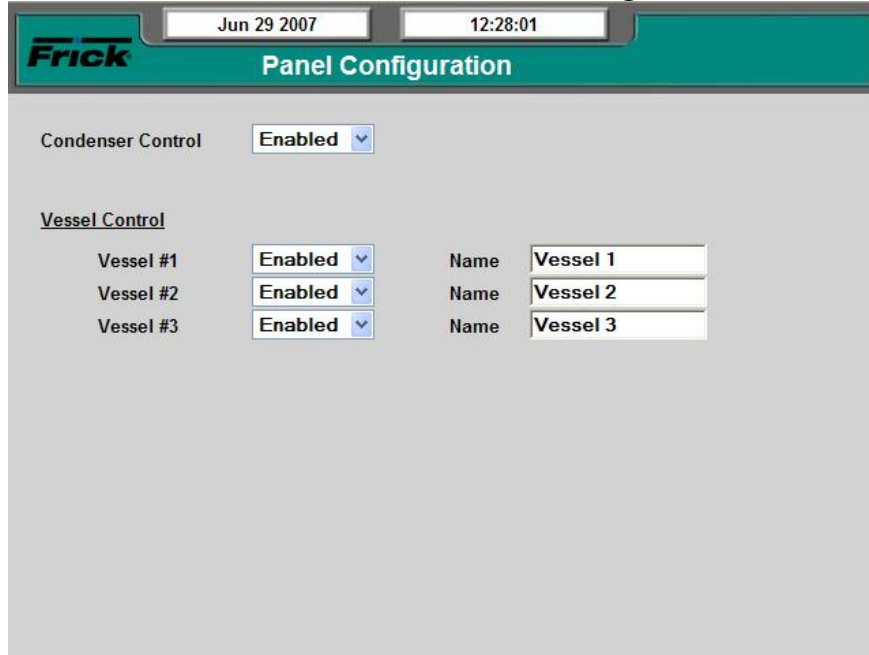 Jun 29 2007 12:28:01
Frick
Panel Configuration
Condenser Control Enabled
Vessel Control
Vessel #1 Enabled Name Vessel 1
Vessel #2 Enabled Name Vessel 2
Vessel #3 Enabled Name Vessel 3